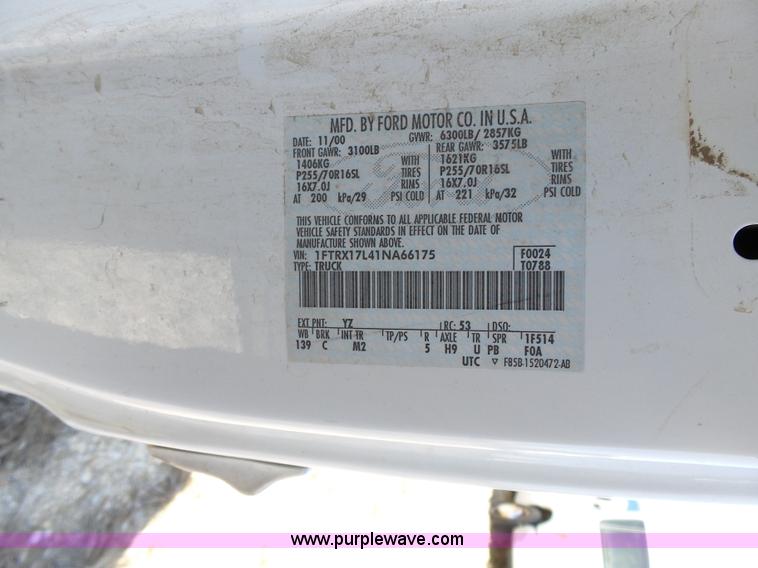 MFD. BY FORD MOTOR CO. IN U.S.A.
DATE: 11/00 GVWR: 6300LB/ 2857KG
FRONT GAWR: 3100LB REAR GAWR: 3575LB
1406KG WITH 1621KG WITH
P255/70R16SL TIRES P255/70R16SL TIRES
16X7.0J RIMS 16X7.0J RIMS
AT 200 kPa/29 PSI COLD AT 221 kPa/32 PSI COLD
THIS VEHICLE CONFORMS TO ALL APPLICABLE FEDERAL MOTOR
VEHICLE SAFETY STANDARDS IN EFFECT ON THE DATE OF
MANUFACTURE SHOWN ABOVE.
VIN: 1FTRX17L41NA66175 F0024
TYPE: TRUCK T0788
EXT PNT: YZ RC: 53 DSO:
WB BRK INT TR TP/PS R AXLE TR SPR 1F514
139 C M2 5 H9 U PB F0A
UTC F85B-1520472-AB
www.purplewave.com